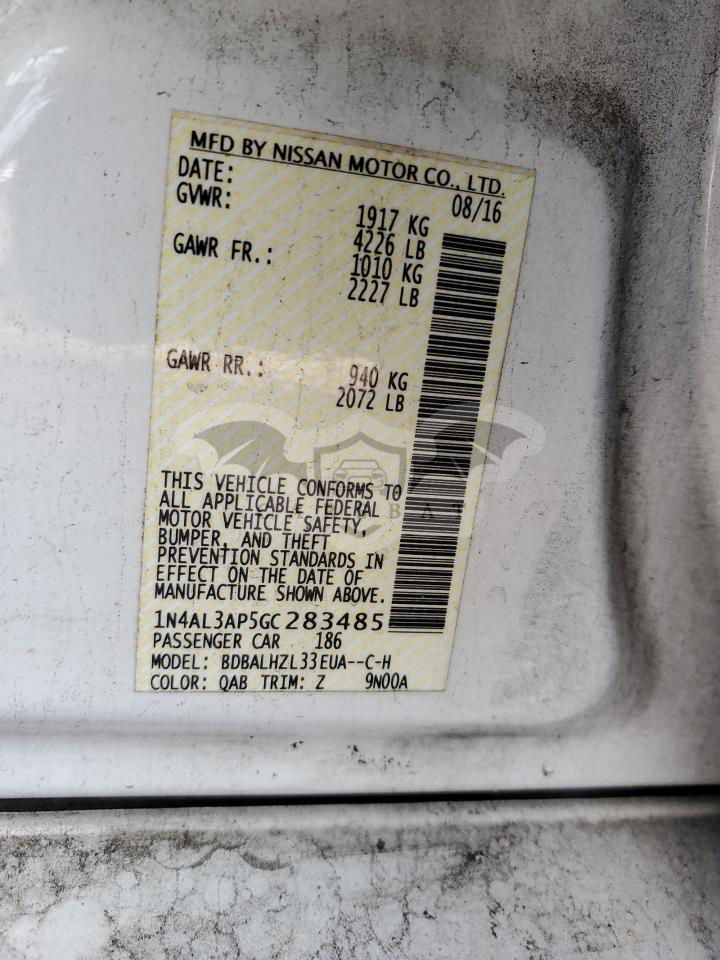 MFD BY NISSAN MOTOR CO., LTD.
DATE: 08/16
GVWR: 1917 KG
4226 LB
GAWR FR.: 1010 KG
2227 LB
GAWR RR.: 940 KG
2072 LB
THIS VEHICLE CONFORMS TO
ALL APPLICABLE FEDERAL
MOTOR VEHICLE SAFETY,
BUMPER, AND THEFT
PREVENTION STANDARDS IN
EFFECT ON THE DATE OF
MANUFACTURE SHOWN ABOVE.
1N4AL3AP5GC283485
PASSENGER CAR 186
MODEL: BDBALHZL33EUA--C-H
COLOR: QAB TRIM: Z 9N00A